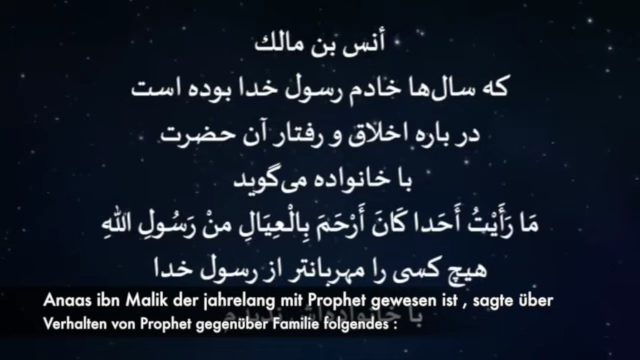 أنس بن مالك
که سال‌ها خادم رسول خدا بوده است
در باره اخلاق و رفتار آن حضرت
با خانواده می‌گوید
مَا رَأَيْتُ أَحَدا كَانَ أَرْحَمَ بِالْعِيَالِ مِنْ رَسُولِ اللهِ
هیچ کسی را مهربانتر از رسول خدا
Anaas ibn Malik der jahrelang mit Prophet gewesen ist , sagte über
Verhalten von Prophet gegenüber Familie folgendes :